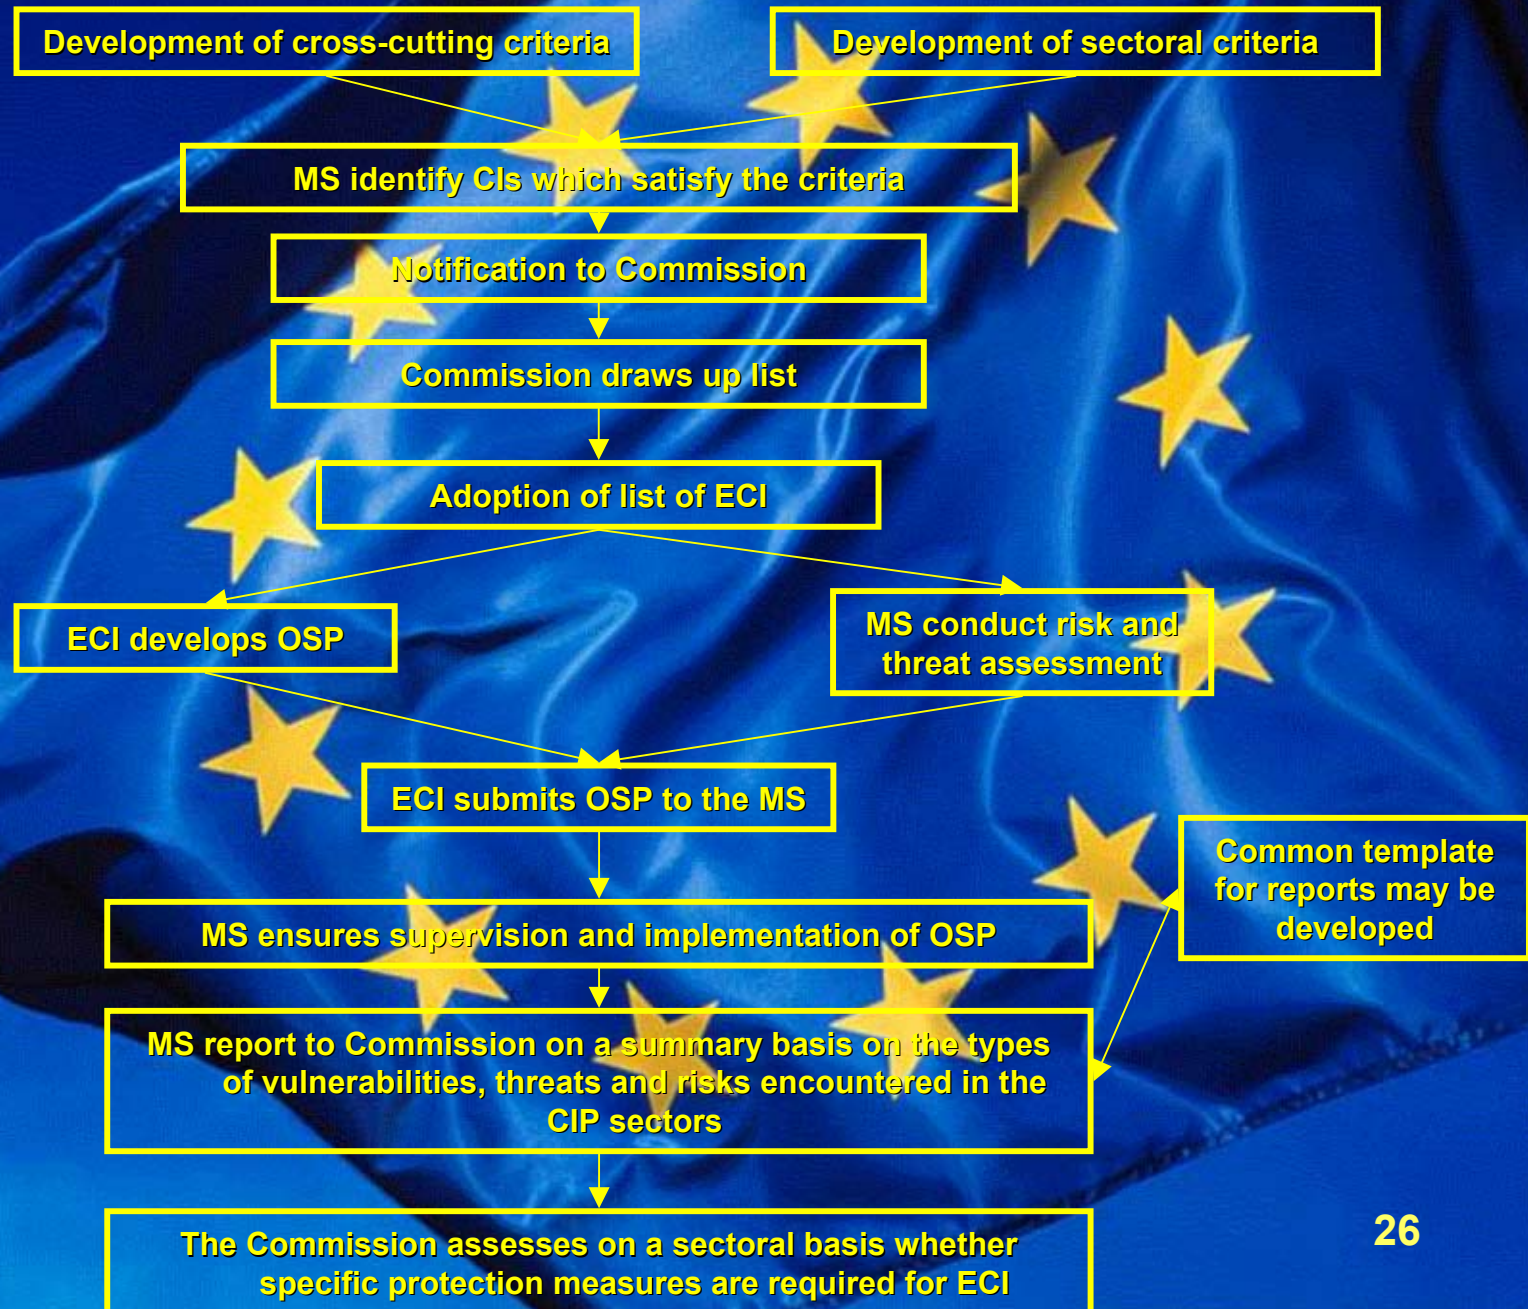 Development of cross-cutting criteria
Development of sectoral criteria
MS identify CIs which satisfy the criteria
Notification to Commission
Commission draws up list
Adoption of list of ECI
ECI develops OSP
MS conduct risk and
threat assessment
ECI submits OSP to the MS
Common template
for reports may be
developed
MS ensures supervision and implementation of OSP
MS report to Commission on a summary basis on the types
of vulnerabilities, threats and risks encountered in the
CIP sectors
The Commission assesses on a sectoral basis whether
specific protection measures are required for ECI
26